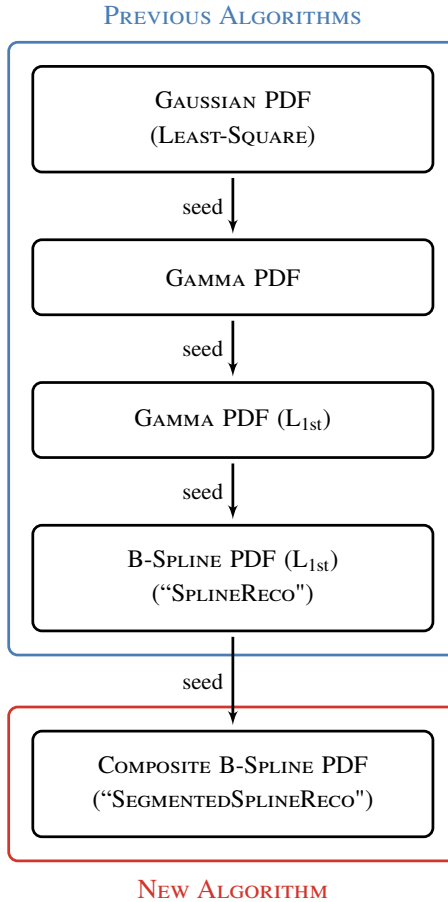 Previous Algorithms
Gaussian PDF
(Least-Square)
seed
Gamma PDF
seed
Gamma PDF (L1st)
seed
B-Spline PDF (L1st)
(“SplineReco")
seed
Composite B-Spline PDF
(“SegmentedSplineReco")
New Algorithm